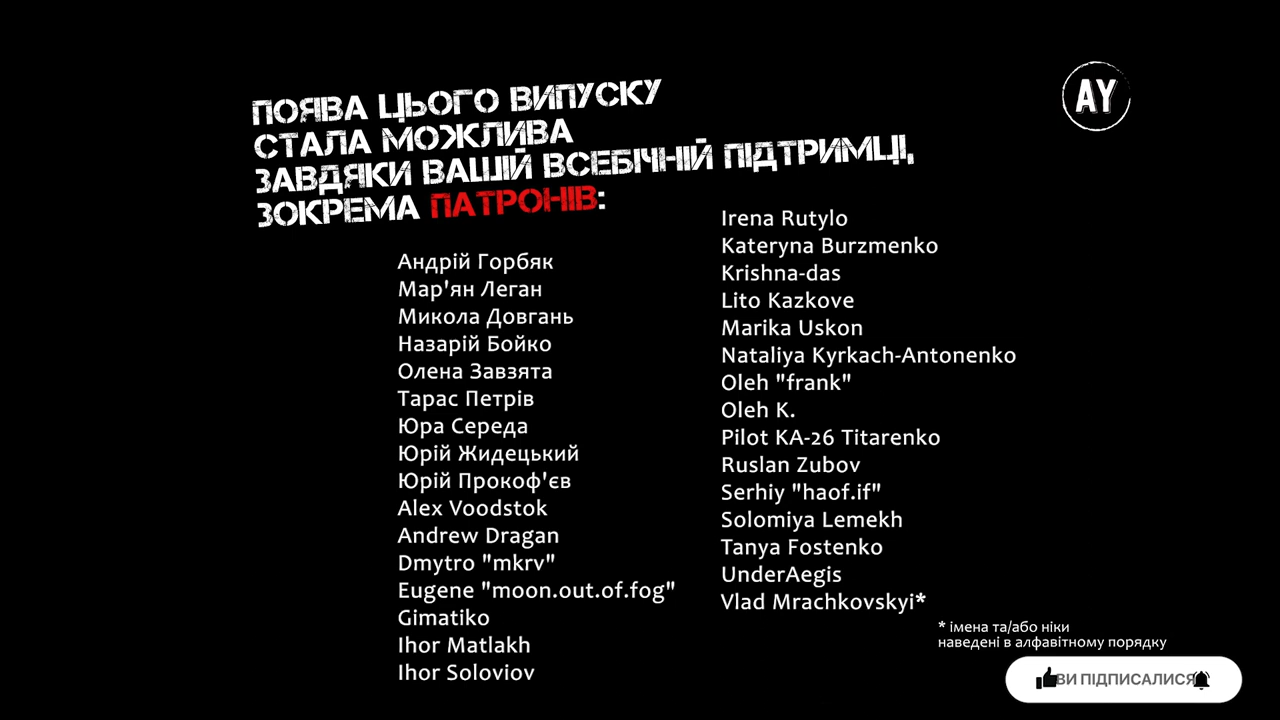 ПОЯВА ЦЬОГО ВИПУСКУ
СТАЛА МОЖЛИВА
ЗАВДЯКИ ВАШІЙ ВСЕБІЧНІЙ ПІДТРИМЦІ,
ЗОКРЕМА ПАТРОНІВ:
AY
Андрій Горбяк
Мар'ян Леган
Микола Довгань
Назарій Бойко
Олена Завзята
Тарас Петрів
Юра Середа
Юрій Жидецький
Юрій Прокоф'єв
Alex Voodstok
Andrew Dragan
Dmytro "mkrv"
Eugene "moon.out.of.fog"
Gimatiko
Ihor Matlakh
Ihor Soloviov
Irena Rutylo
Kateryna Burzmenko
Krishna-das
Lito Kazkove
Marika Uskon
Nataliya Kyrkach-Antonenko
Oleh "frank"
Oleh K.
Pilot KA-26 Titarenko
Ruslan Zubov
Serhiy "haof.if"
Solomiya Lemekh
Tanya Fostenko
UnderAegis
Vlad Mrachkovskyi*
* імена та/або ніки
наведені в алфавітному порядку
ВИ ПІДПИСАЛИСЯ